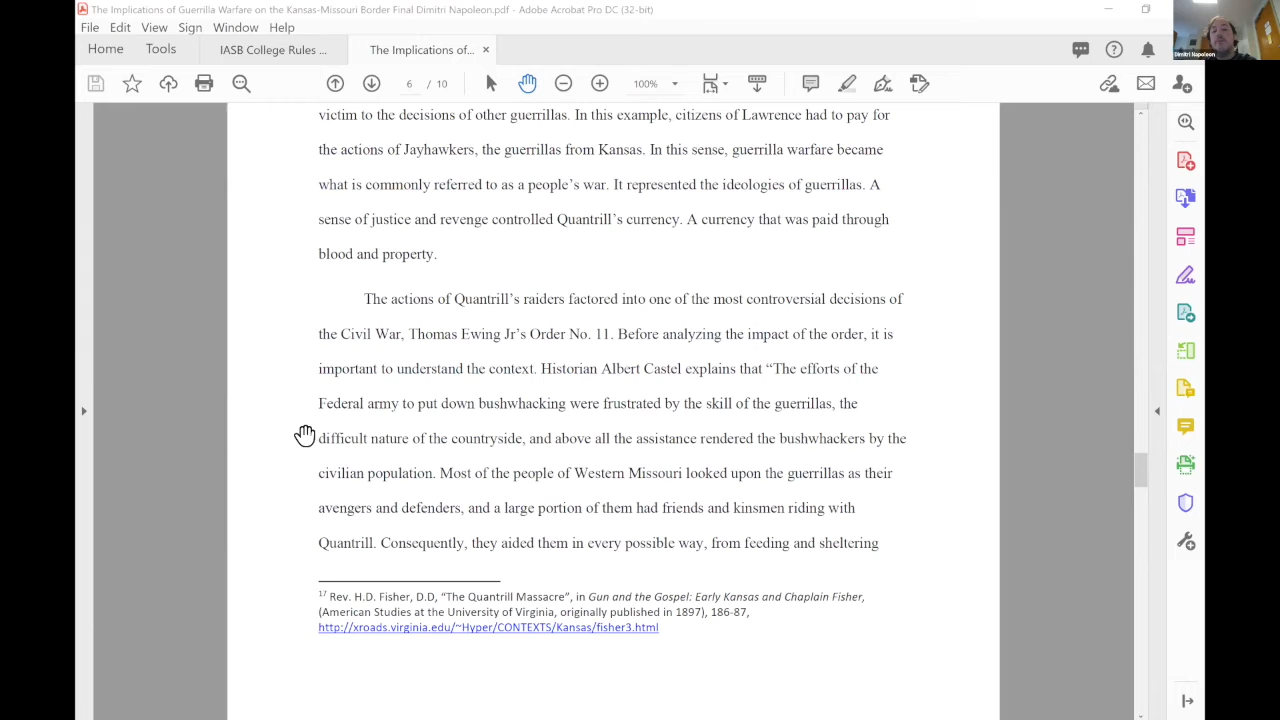 The Implications of Guerrilla Warfare on the Kansas-Missouri Border Final Dimitri Napoleon.pdf - Adobe Acrobat Pro DC (32-bit)
File Edit View Sign Window Help
Home Tools IASB College Rules ... The Implications of... ×
6 / 10 100%
Dimitri Napoleon
victim to the decisions of other guerrillas. In this example, citizens of Lawrence had to pay for
the actions of Jayhawkers, the guerrillas from Kansas. In this sense, guerrilla warfare became
what is commonly referred to as a people's war. It represented the ideologies of guerrillas. A
sense of justice and revenge controlled Quantrill's currency. A currency that was paid through
blood and property.
The actions of Quantrill's raiders factored into one of the most controversial decisions of
the Civil War, Thomas Ewing Jr's Order No. 11. Before analyzing the impact of the order, it is
important to understand the context. Historian Albert Castel explains that “The efforts of the
Federal army to put down bushwhacking were frustrated by the skill of the guerrillas, the
difficult nature of the countryside, and above all the assistance rendered the bushwhackers by the
civilian population. Most of the people of Western Missouri looked upon the guerrillas as their
avengers and defenders, and a large portion of them had friends and kinsmen riding with
Quantrill. Consequently, they aided them in every possible way, from feeding and sheltering
17 Rev. H.D. Fisher, D.D, “The Quantrill Massacre”, in Gun and the Gospel: Early Kansas and Chaplain Fisher,
(American Studies at the University of Virginia, originally published in 1897), 186-87,
http://xroads.virginia.edu/~Hyper/CONTEXTS/Kansas/fisher3.html